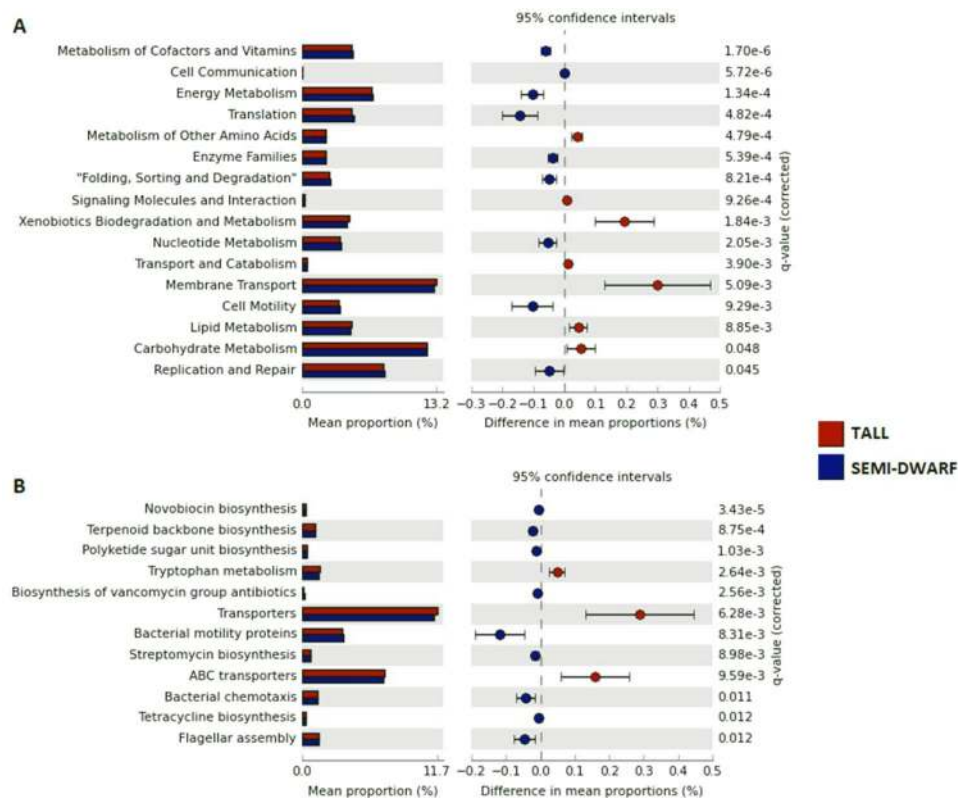 A
95% confidence intervals
Metabolism of Cofactors and Vitamins 1.70e-6
Cell Communication 5.72e-6
Energy Metabolism 1.34e-4
Translation 4.82e-4
Metabolism of Other Amino Acids 4.79e-4
Enzyme Families 5.39e-4
"Folding, Sorting and Degradation" 8.21e-4
Signaling Molecules and Interaction 9.26e-4
Xenobiotics Biodegradation and Metabolism 1.84e-3
Nucleotide Metabolism 2.05e-3
Transport and Catabolism 3.90e-3
Membrane Transport 5.09e-3
Cell Motility 9.29e-3
Lipid Metabolism 8.85e-3
Carbohydrate Metabolism 0.048
Replication and Repair 0.045
q-value (corrected)
0.0 13.2 −0.3 −0.2 −0.1 0.0 0.1 0.2 0.3 0.4 0.5
Mean proportion (%) Difference in mean proportions (%)
TALL
SEMI-DWARF
B
95% confidence intervals
Novobiocin biosynthesis 3.43e-5
Terpenoid backbone biosynthesis 8.75e-4
Polyketide sugar unit biosynthesis 1.03e-3
Tryptophan metabolism 2.64e-3
Biosynthesis of vancomycin group antibiotics 2.56e-3
Transporters 6.28e-3
Bacterial motility proteins 8.31e-3
Streptomycin biosynthesis 8.98e-3
ABC transporters 9.59e-3
Bacterial chemotaxis 0.011
Tetracycline biosynthesis 0.012
Flagellar assembly 0.012
q-value (corrected)
0.0 11.7 −0.2 −0.1 0.0 0.1 0.2 0.3 0.4 0.5
Mean proportion (%) Difference in mean proportions (%)